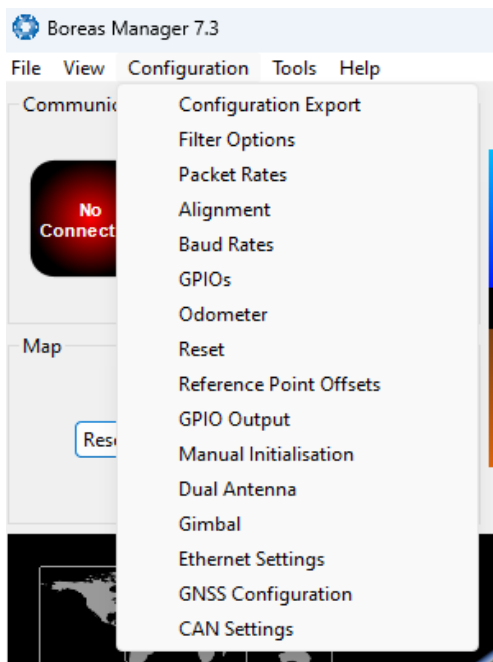 Boreas Manager 7.3
File View Configuration Tools Help
Configuration Export
Filter Options
Packet Rates
Alignment
Baud Rates
GPIOs
Odometer
Reset
Reference Point Offsets
GPIO Output
Manual Initialisation
Dual Antenna
Gimbal
Ethernet Settings
GNSS Configuration
CAN Settings
No
Map